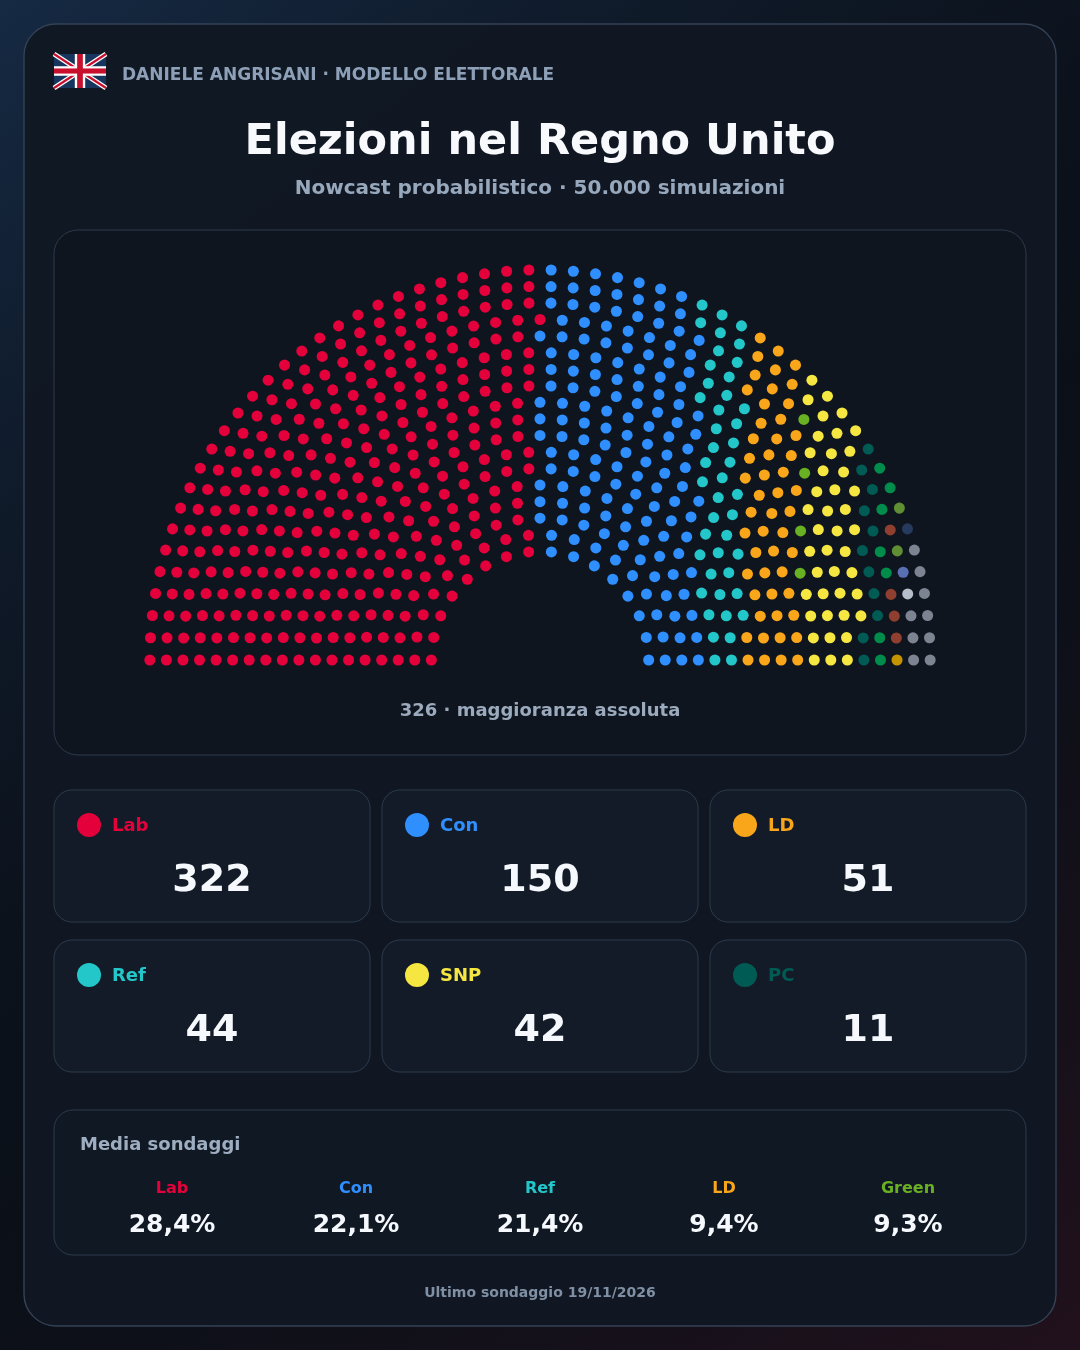 DANIELE ANGRISANI · MODELLO ELETTORALE
Elezioni nel Regno Unito
Nowcast probabilistico · 50.000 simulazioni
326 · maggioranza assoluta
Lab
322
Con
150
LD
51
Ref
44
SNP
42
PC
11
Media sondaggi
Lab Con Ref LD Green
28,4% 22,1% 21,4% 9,4% 9,3%
Ultimo sondaggio 19/11/2026